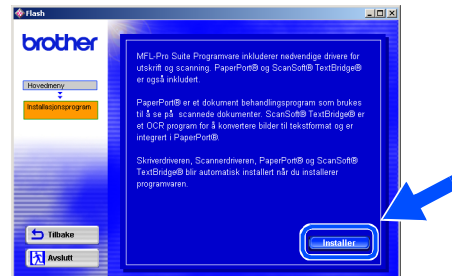 Flash
brother
Hovedmeny
Installasjonsprogram
MFL-Pro Suite Programvare inkluderer nødvendige drivere for
utskrift og scanning. PaperPort® og ScanSoft® TextBridge®
er også inkludert.
PaperPort® er et dokument behandlingsprogram som brukes
til å se på scannede dokumenter. ScanSoft® TextBridge® er
et OCR program for å konvertere bilder til tekstformat og er
integrert i PaperPort®.
Skriverdriveren, Scannerdriveren, PaperPort® og ScanSoft®
TextBridge® blir automatisk installert når du installerer
programvaren.
Installer
Tilbake
Avslutt